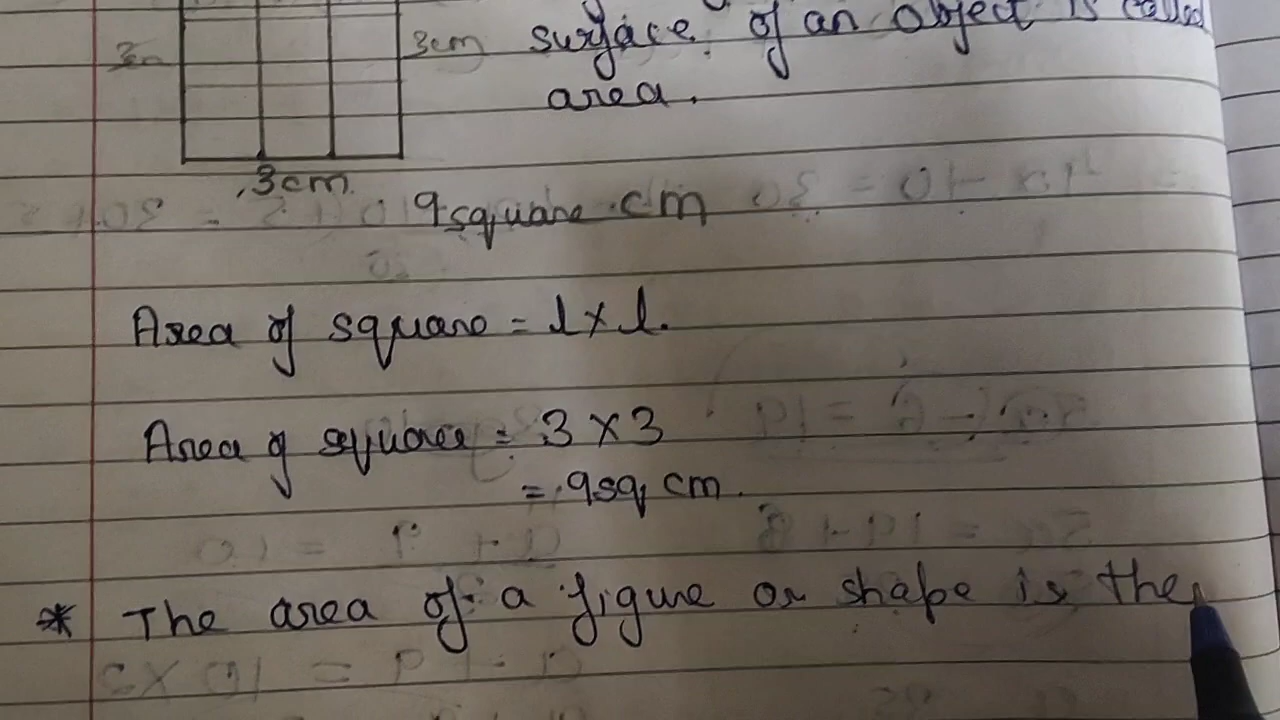 surface of an object is called
3cm
area.
3cm
9 square cm
Area of square = l × l.
Area of square = 3 × 3
= 9 sq cm.
* The area of a figure or shape is the